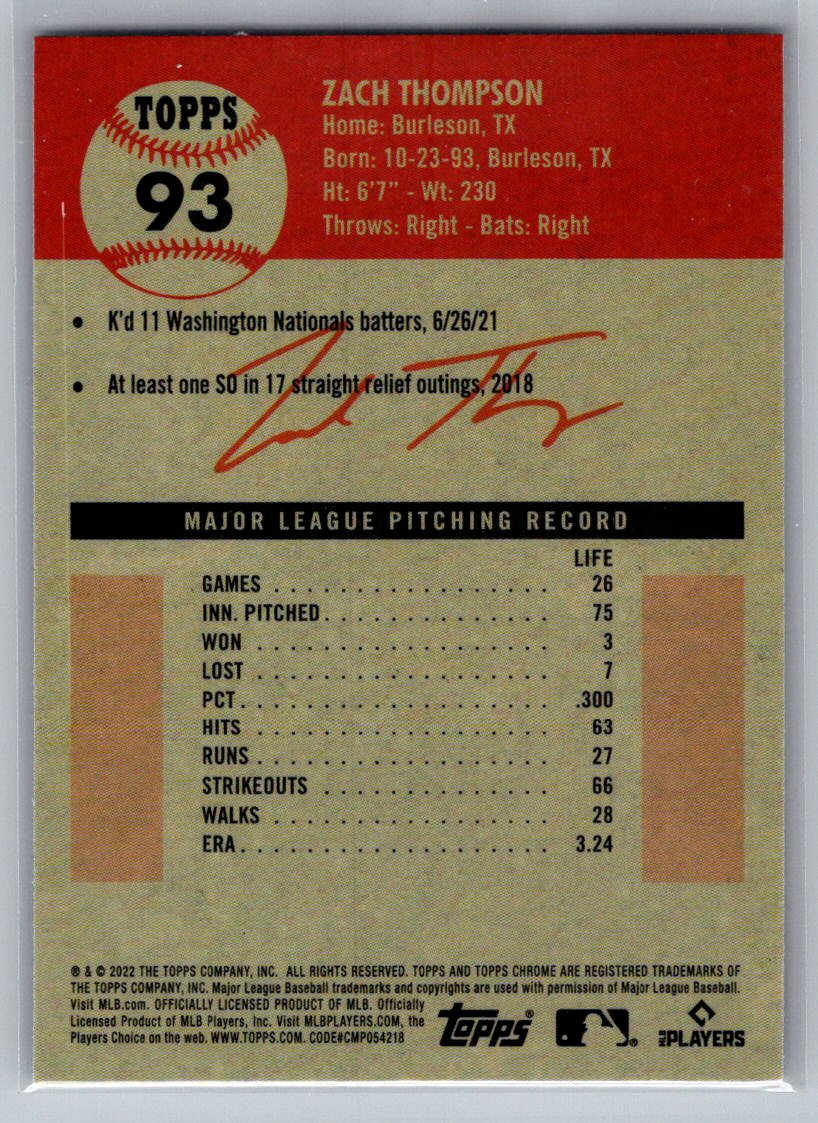 TOPPS
93
ZACH THOMPSON
Home: Burleson, TX
Born: 10-23-93, Burleson, TX
Ht: 6'7" - Wt: 230
Throws: Right - Bats: Right
• K'd 11 Washington Nationals batters, 6/26/21
• At least one SO in 17 straight relief outings, 2018
MAJOR LEAGUE PITCHING RECORD
LIFE
GAMES . . . . . . . . . . . . . . . . . 26
INN. PITCHED . . . . . . . . . . . . . . 75
WON . . . . . . . . . . . . . . . . . . 3
LOST . . . . . . . . . . . . . . . . . . 7
PCT . . . . . . . . . . . . . . . . . . . .300
HITS . . . . . . . . . . . . . . . . . . 63
RUNS . . . . . . . . . . . . . . . . . . 27
STRIKEOUTS . . . . . . . . . . . . . . 66
WALKS . . . . . . . . . . . . . . . . . 28
ERA . . . . . . . . . . . . . . . . . . . 3.24
® & © 2022 THE TOPPS COMPANY, INC. ALL RIGHTS RESERVED. TOPPS AND TOPPS CHROME ARE REGISTERED TRADEMARKS OF
THE TOPPS COMPANY, INC. Major League Baseball trademarks and copyrights are used with permission of Major League Baseball.
Visit MLB.com. OFFICIALLY LICENSED PRODUCT OF MLB. Officially
Licensed Product of MLB Players, Inc. Visit MLBPLAYERS.COM, the
Players Choice on the web. WWW.TOPPS.COM. CODE#CMP054218
topps®
MLB PLAYERS